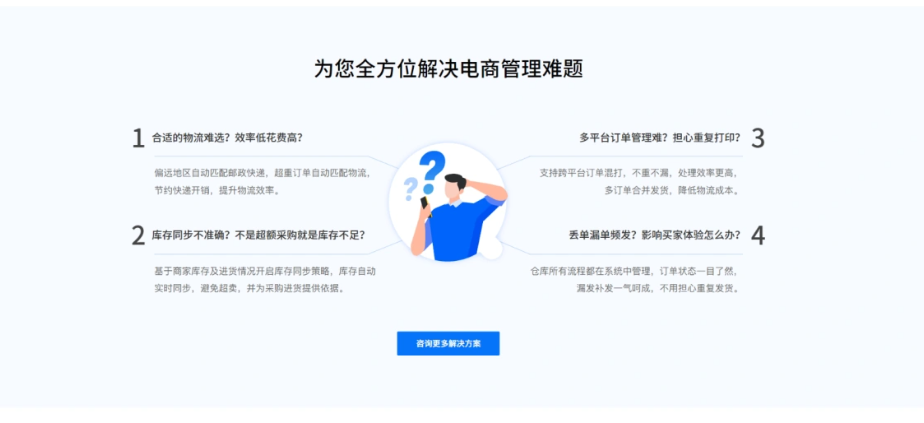 为您全方位解决电商管理难题
1 合适的物流难选？效率低花费高？
偏远地区自动匹配邮政快递，超重订单自动匹配物流，
节约快递开销，提升物流效率。
2 库存同步不准确？不是超额采购就是库存不足？
基于商家库存及进货情况开启库存同步策略，库存自动
实时同步，避免超卖，并为采购进货提供依据。
多平台订单管理难？担心重复打印？ 3
支持跨平台订单混打，不重不漏，处理效率更高，
多订单合并发货，降低物流成本。
丢单漏单频发？影响买家体验怎么办？ 4
仓库所有流程都在系统中管理，订单状态一目了然，
漏发补发一气呵成，不用担心重复发货。
??
咨询更多解决方案